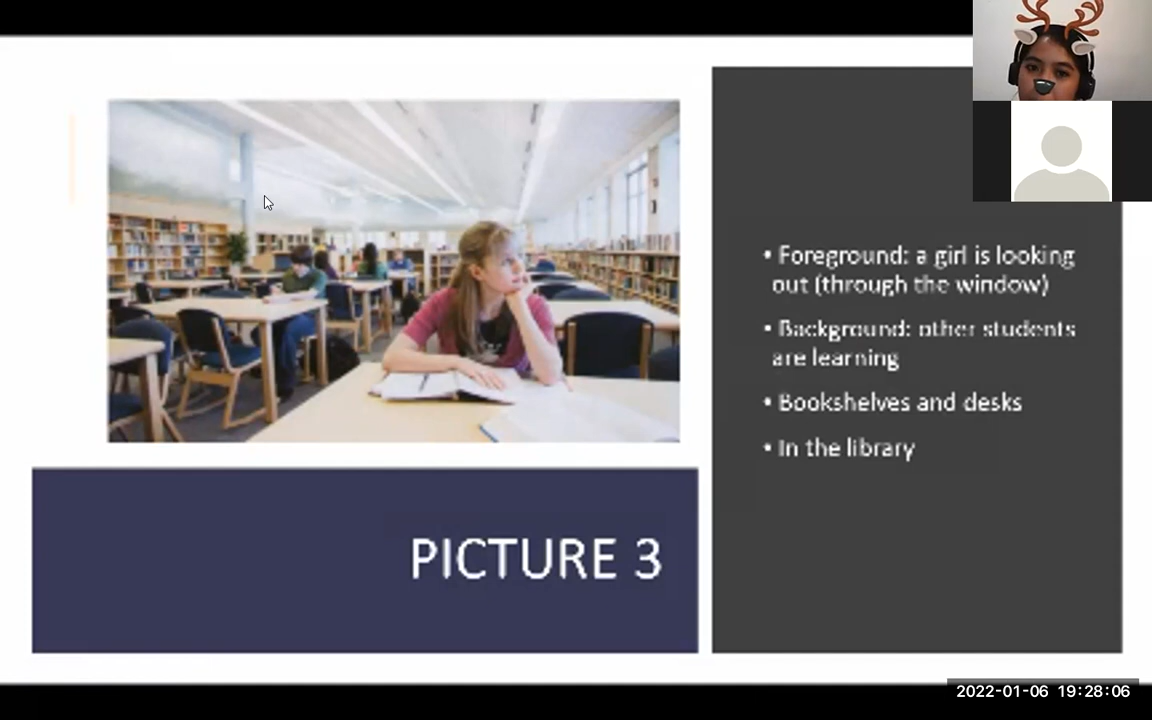 • Foreground: a girl is looking
out (through the window)
• Background: other students
are learning
• Bookshelves and desks
• In the library
PICTURE 3
2022-01-06 19:28:06